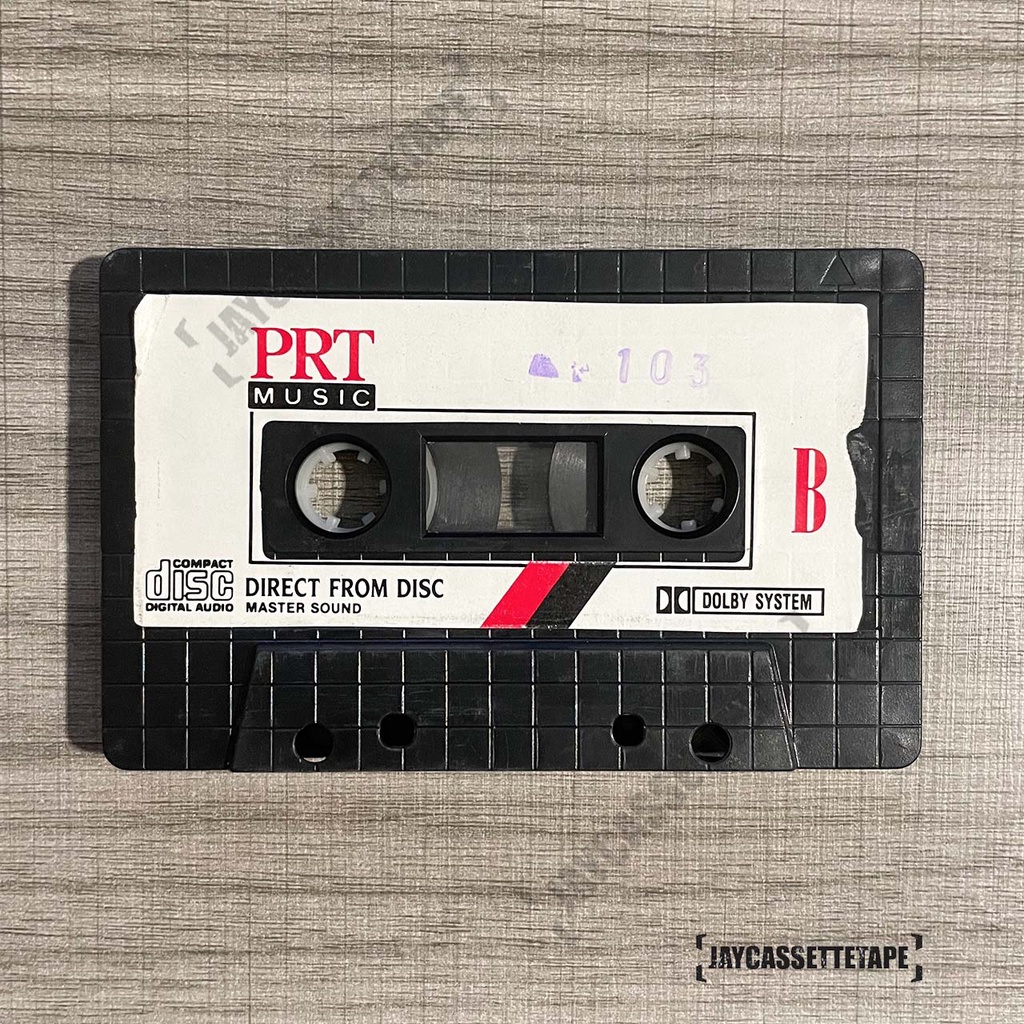 PRT
MUSIC
103
B
COMPACT
disc
DIGITAL AUDIO
DIRECT FROM DISC
MASTER SOUND
DOLBY SYSTEM
[JAYCASSETTETAPE]